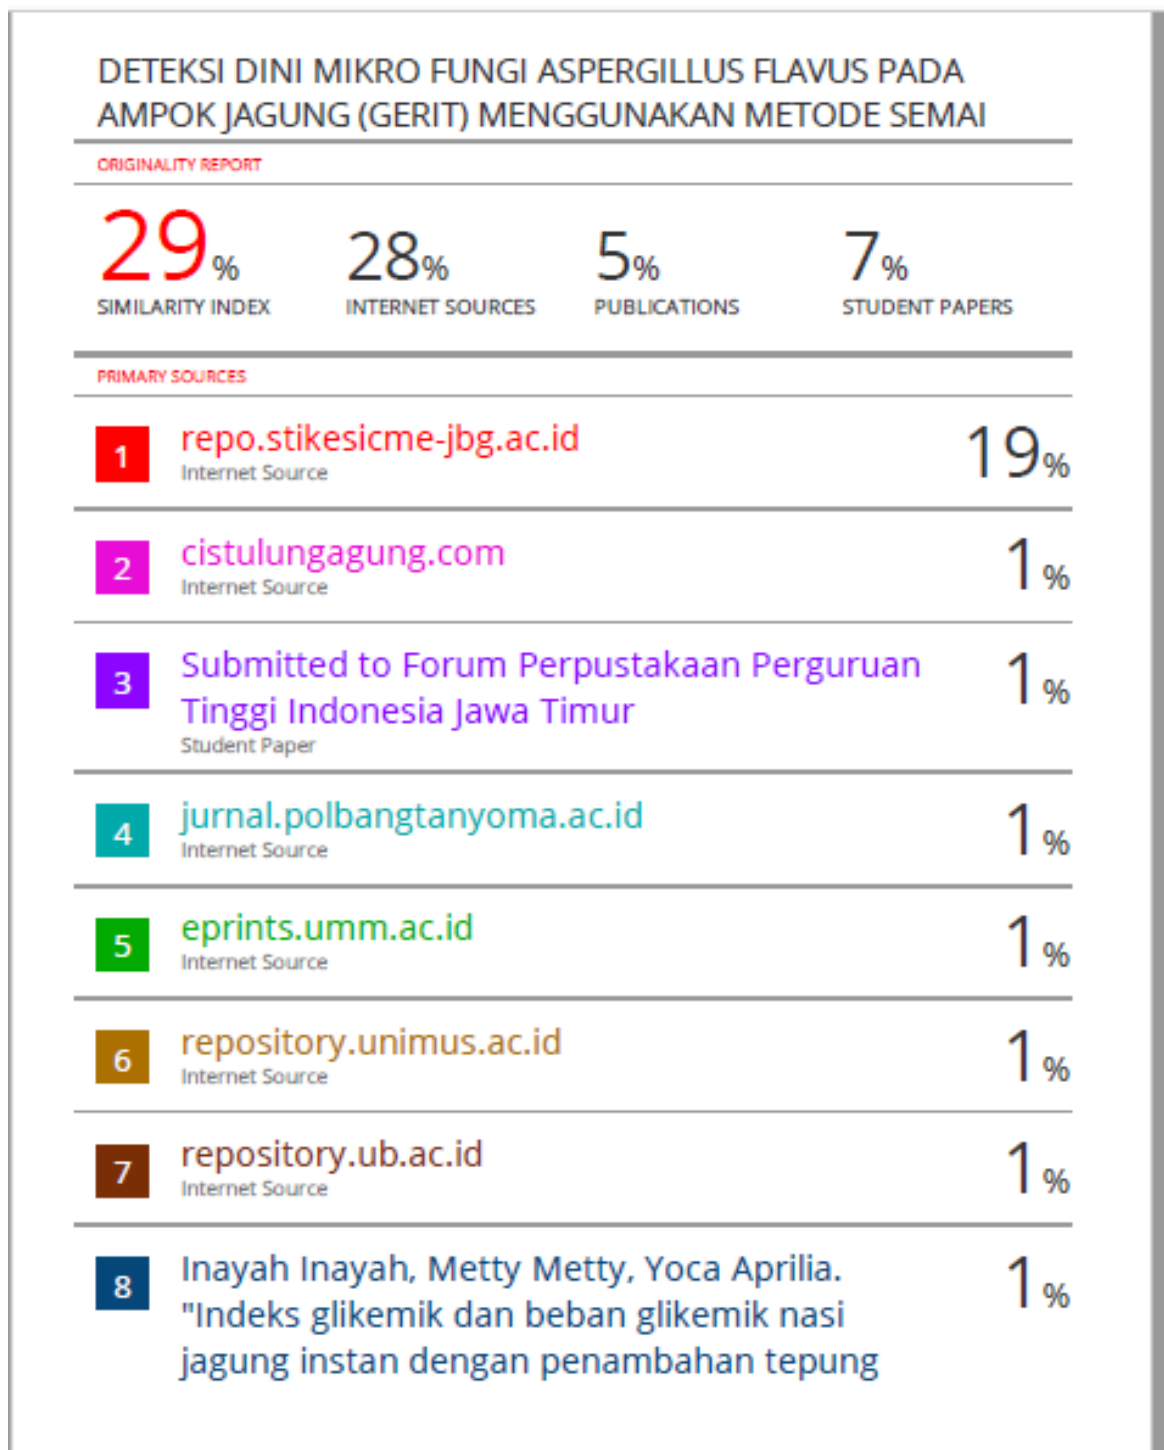 DETEKSI DINI MIKRO FUNGI ASPERGILLUS FLAVUS PADA
AMPOK JAGUNG (GERIT) MENGGUNAKAN METODE SEMAI
ORIGINALITY REPORT
29%
SIMILARITY INDEX
28%
INTERNET SOURCES
5%
PUBLICATIONS
7%
STUDENT PAPERS
PRIMARY SOURCES
1
repo.stikesicme-jbg.ac.id
Internet Source
19%
2
cistulungagung.com
Internet Source
1%
3
Submitted to Forum Perpustakaan Perguruan
Tinggi Indonesia Jawa Timur
Student Paper
1%
4
jurnal.polbangtanyoma.ac.id
Internet Source
1%
5
eprints.umm.ac.id
Internet Source
1%
6
repository.unimus.ac.id
Internet Source
1%
7
repository.ub.ac.id
Internet Source
1%
8
Inayah Inayah, Metty Metty, Yoca Aprilia.
"Indeks glikemik dan beban glikemik nasi
jagung instan dengan penambahan tepung
1%